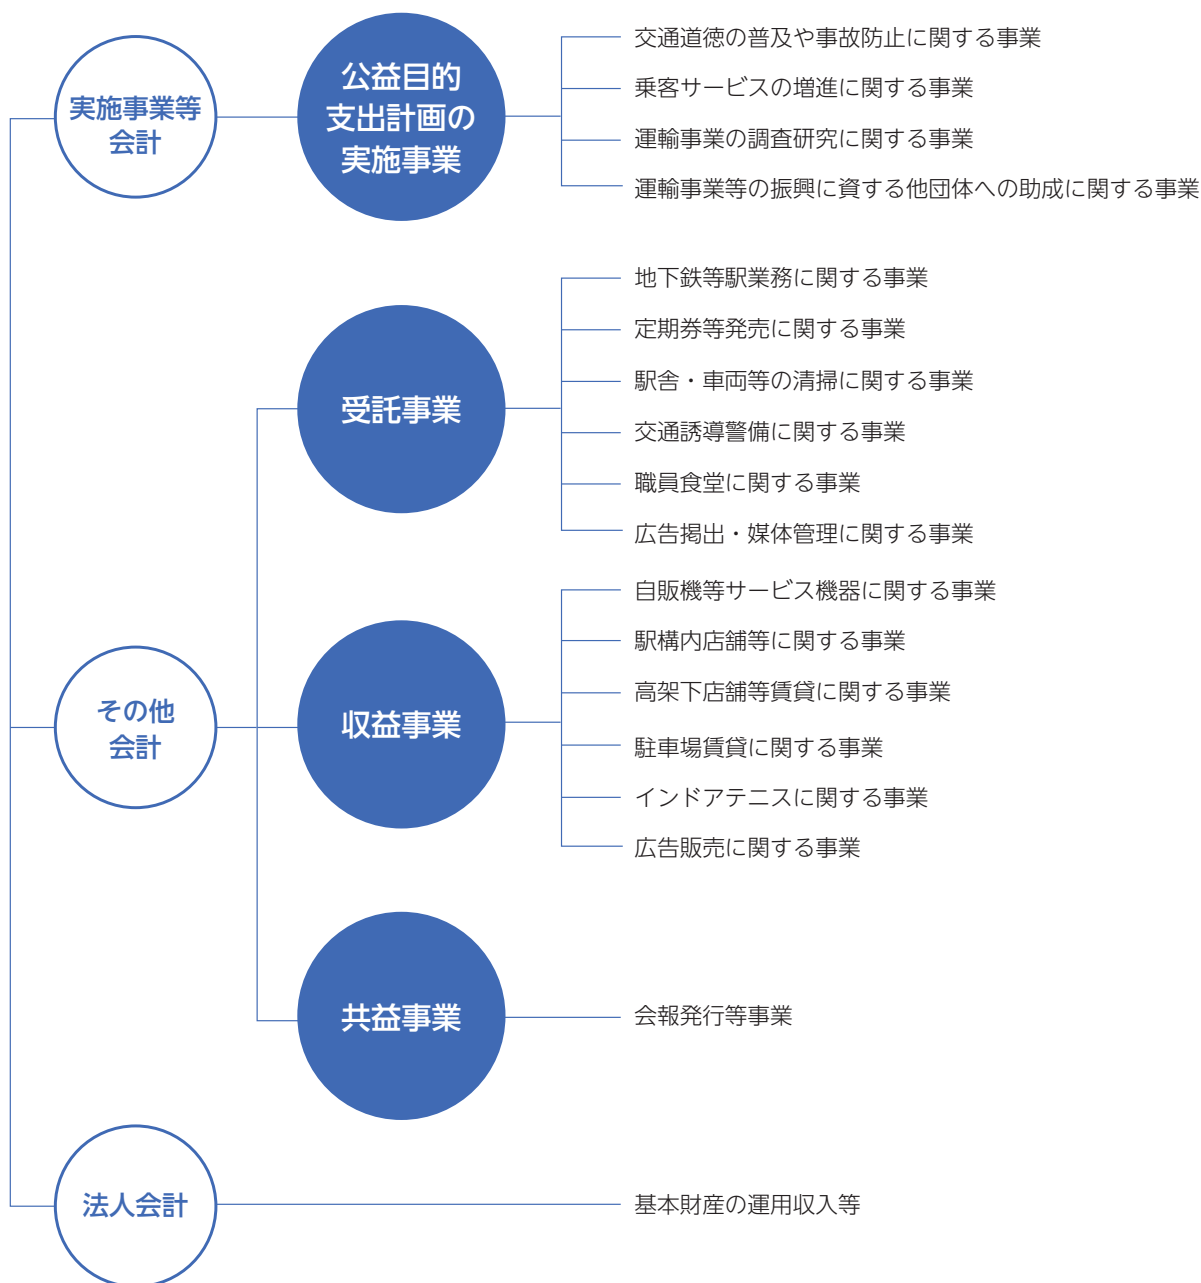 実施事業等
会計
公益目的
支出計画の
実施事業
交通道徳の普及や事故防止に関する事業
乗客サービスの増進に関する事業
運輸事業の調査研究に関する事業
運輸事業等の振興に資する他団体への助成に関する事業
その他
会計
受託事業
地下鉄等駅業務に関する事業
定期券等発売に関する事業
駅舎・車両等の清掃に関する事業
交通誘導警備に関する事業
職員食堂に関する事業
広告掲出・媒体管理に関する事業
収益事業
自販機等サービス機器に関する事業
駅構内店舗等に関する事業
高架下店舗等賃貸に関する事業
駐車場賃貸に関する事業
インドアテニスに関する事業
広告販売に関する事業
共益事業
会報発行等事業
法人会計
基本財産の運用収入等